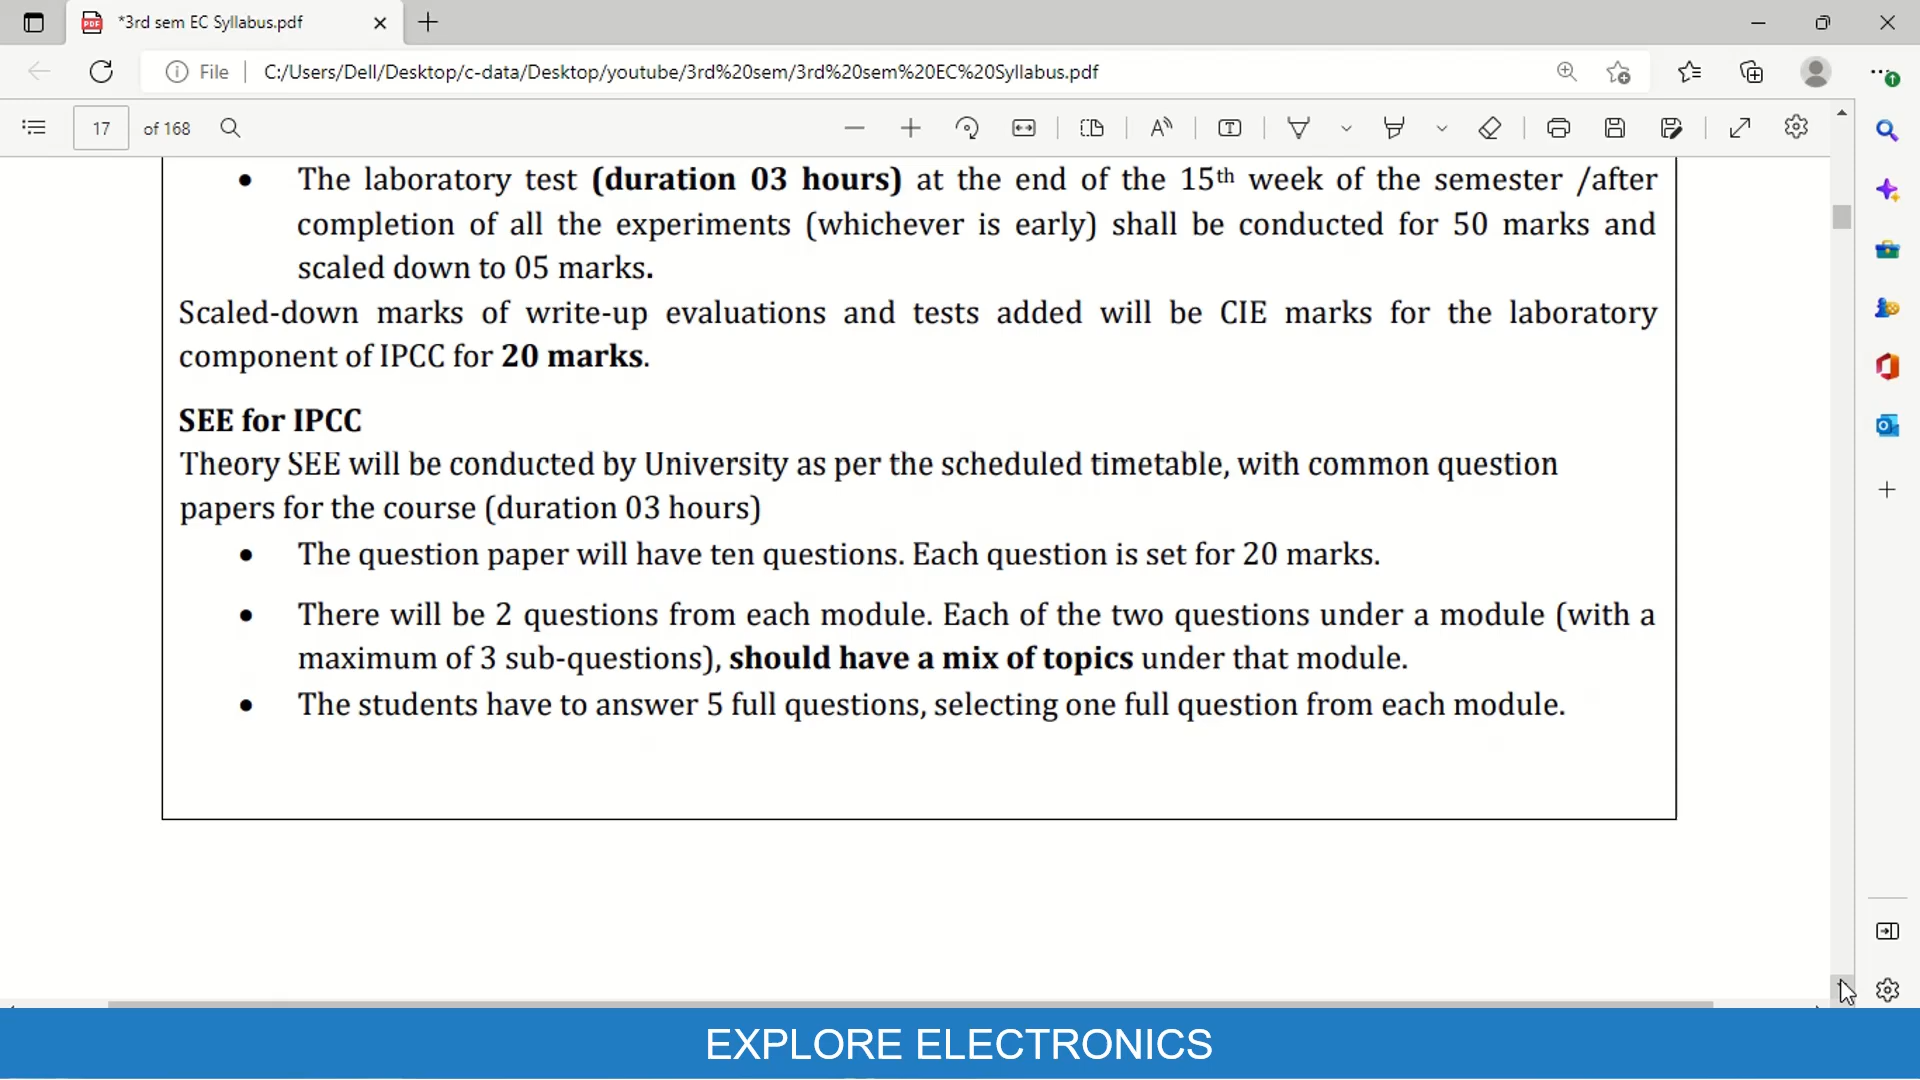 *3rd sem EC Syllabus.pdf
File
C:/Users/Dell/Desktop/c-data/Desktop/youtube/3rd%20sem/3rd%20sem%20EC%20Syllabus.pdf
17 of 168
• The laboratory test (duration 03 hours) at the end of the 15th week of the semester /after
completion of all the experiments (whichever is early) shall be conducted for 50 marks and
scaled down to 05 marks.
Scaled-down marks of write-up evaluations and tests added will be CIE marks for the laboratory
component of IPCC for 20 marks.
SEE for IPCC
Theory SEE will be conducted by University as per the scheduled timetable, with common question
papers for the course (duration 03 hours)
• The question paper will have ten questions. Each question is set for 20 marks.
• There will be 2 questions from each module. Each of the two questions under a module (with a
maximum of 3 sub-questions), should have a mix of topics under that module.
• The students have to answer 5 full questions, selecting one full question from each module.
EXPLORE ELECTRONICS